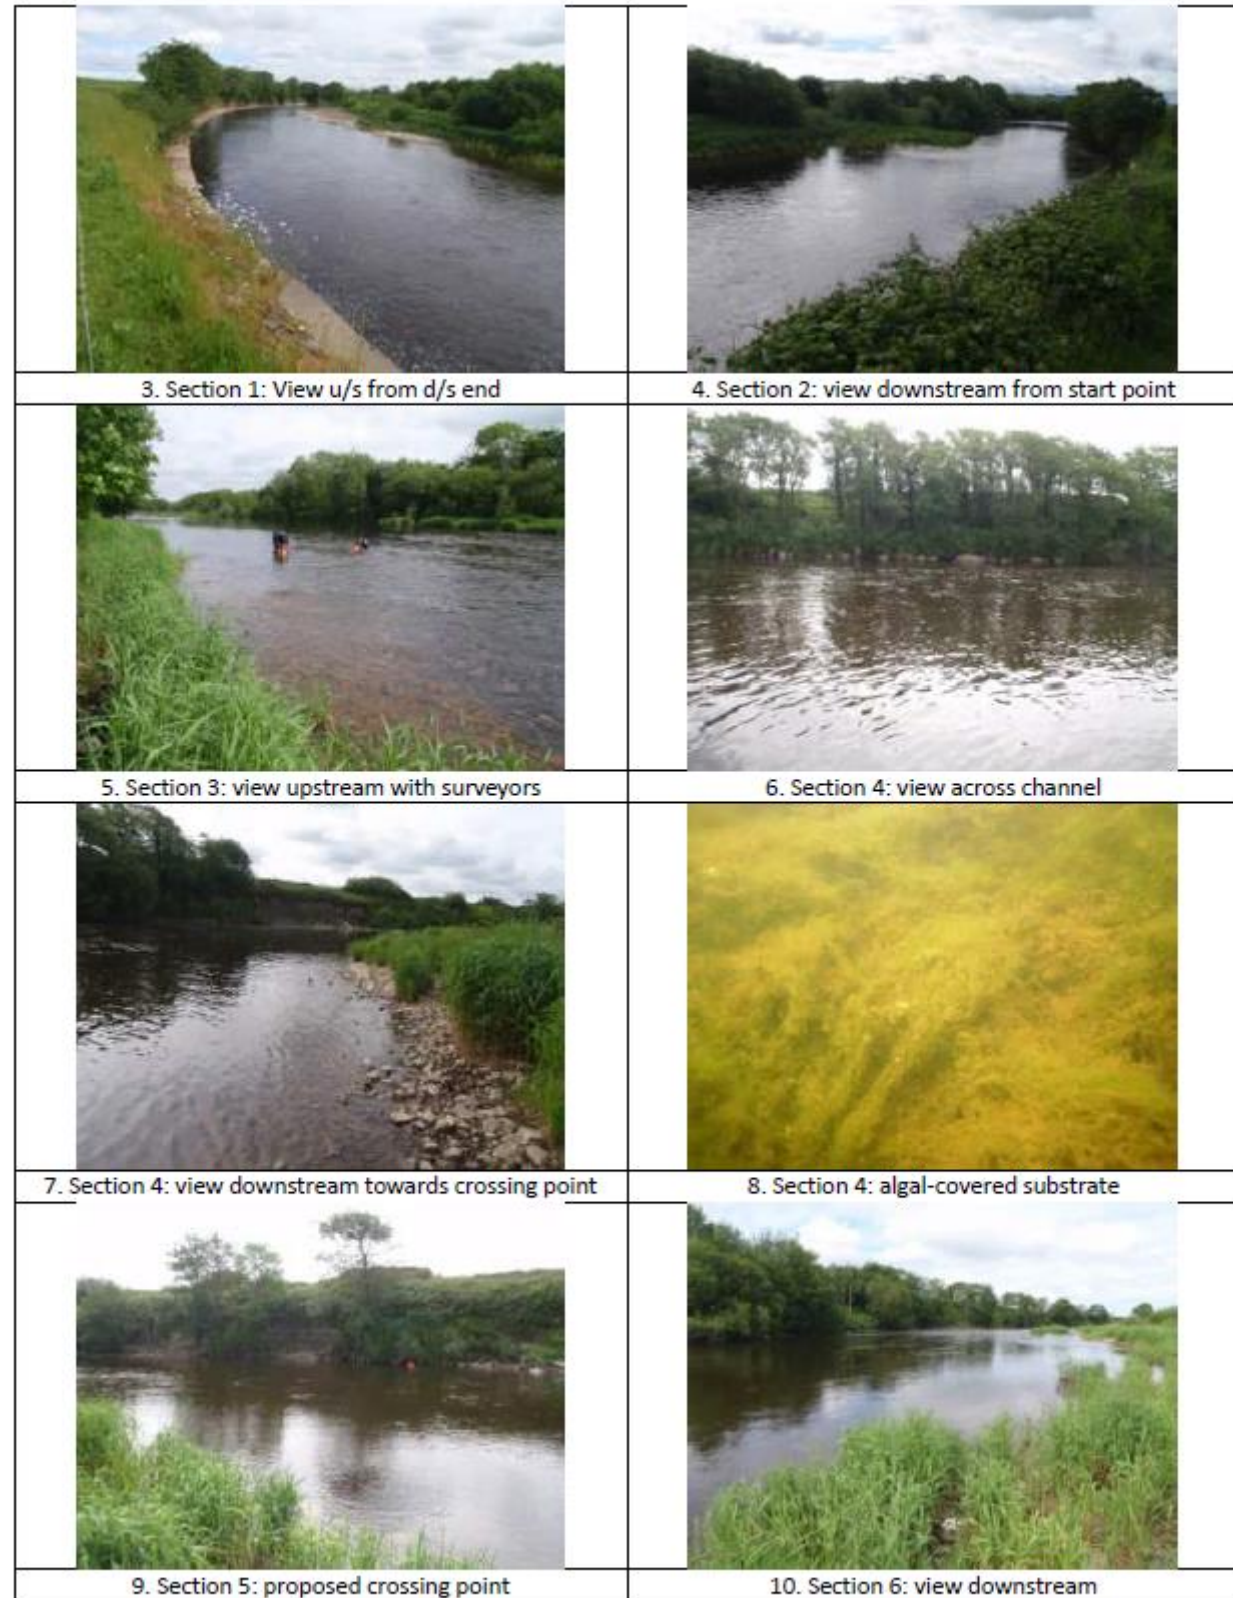 3. Section 1: View u/s from d/s end
4. Section 2: view downstream from start point
5. Section 3: view upstream with surveyors
6. Section 4: view across channel
7. Section 4: view downstream towards crossing point
8. Section 4: algal-covered substrate
9. Section 5: proposed crossing point
10. Section 6: view downstream